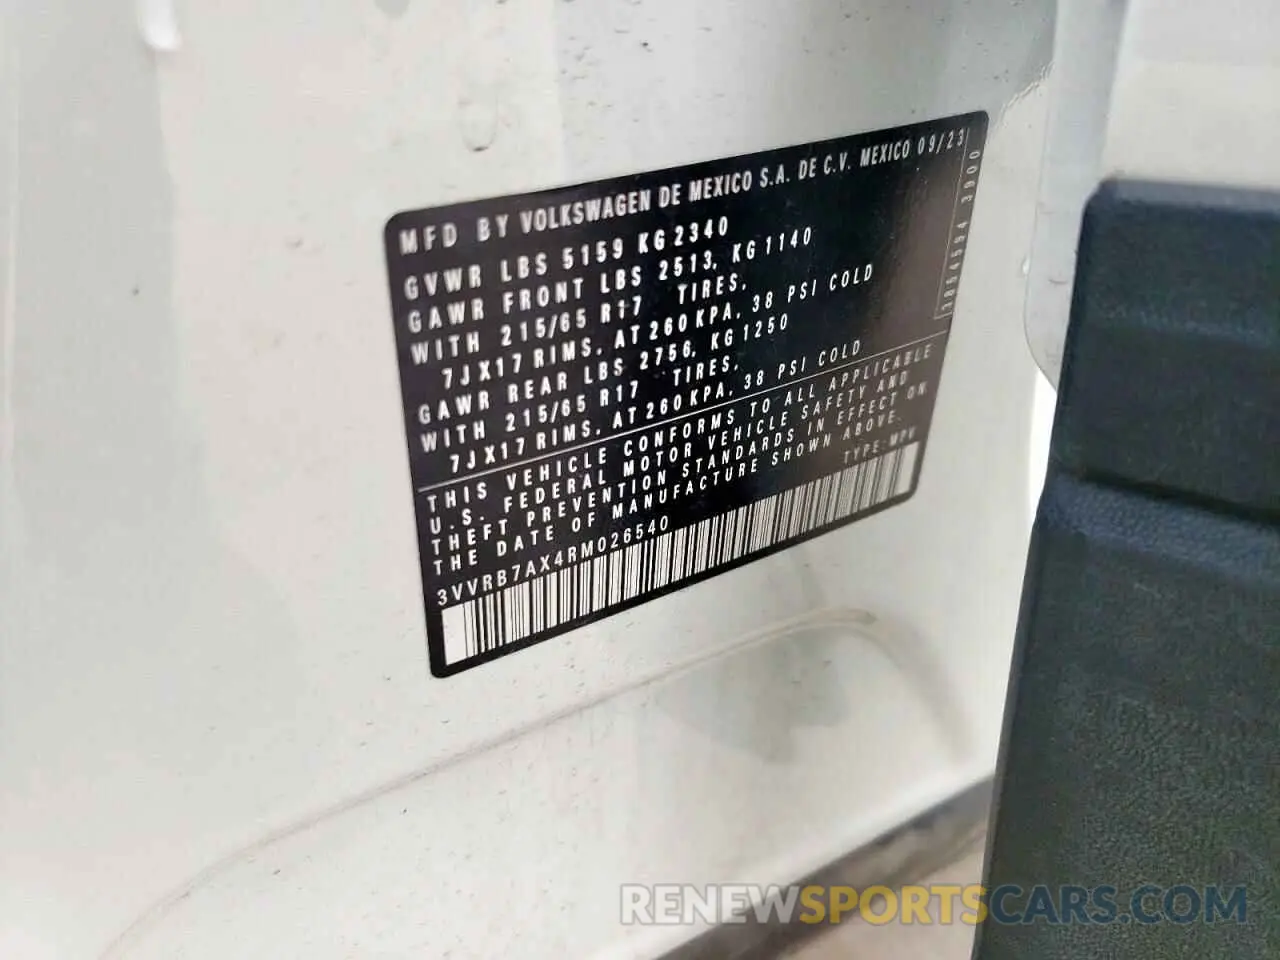 MFD BY VOLKSWAGEN DE MEXICO S.A. DE C.V. MEXICO 09/23
GVWR LBS 5159 KG 2340
GAWR FRONT LBS 2513, KG 1140
WITH 215/65 R17 TIRES,
7JX17 RIMS, AT 260 KPA, 38 PSI COLD
GAWR REAR LBS 2756, KG 1250
WITH 215/65 R17 TIRES,
7JX17 RIMS, AT 260 KPA, 38 PSI COLD
THIS VEHICLE CONFORMS TO ALL APPLICABLE
U.S. FEDERAL MOTOR VEHICLE SAFETY AND
THEFT PREVENTION STANDARDS IN EFFECT ON
THE DATE OF MANUFACTURE SHOWN ABOVE.
3VVRB7AX4RM026540 TYPE: MPV
3854594 3900
RENEWSPORTSCARS.COM